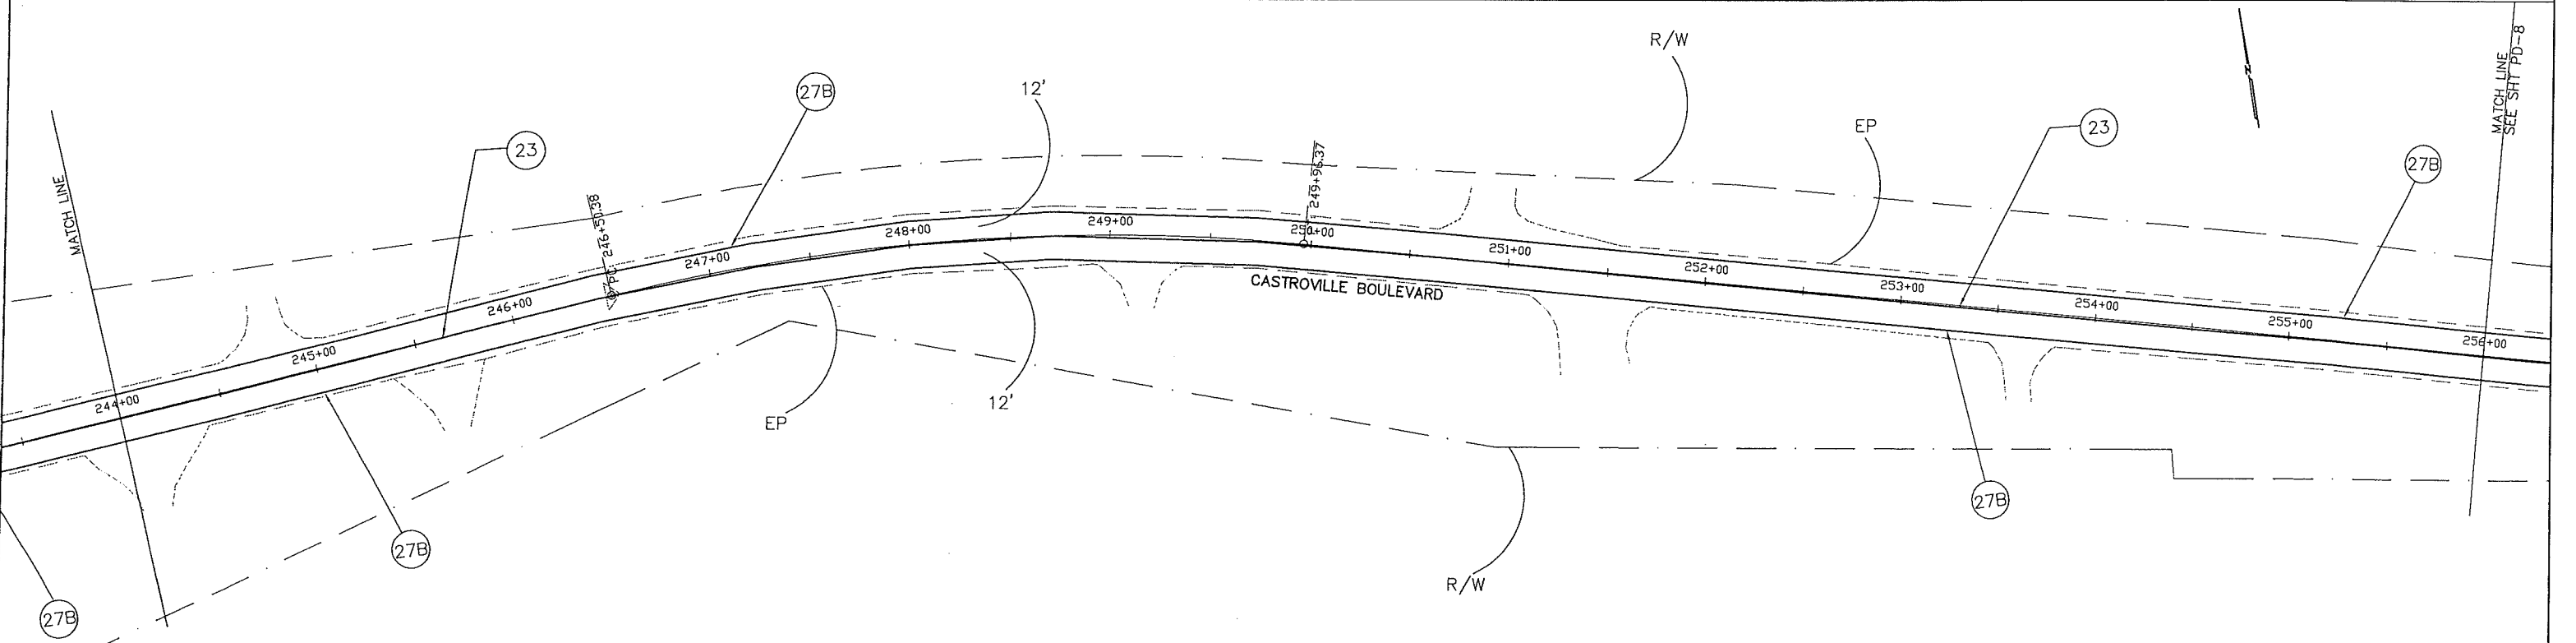 R/W
MATCH LINE
SEE SHT PD-8
N
27B
12'
EP
23
23
27B
MATCH LINE
PC: 246+50.38
249+96.37
244+00
245+00
246+00
247+00
248+00
249+00
250+00
251+00
252+00
253+00
254+00
255+00
256+00
CASTROVILLE BOULEVARD
EP
12'
27B
27B
27B
R/W